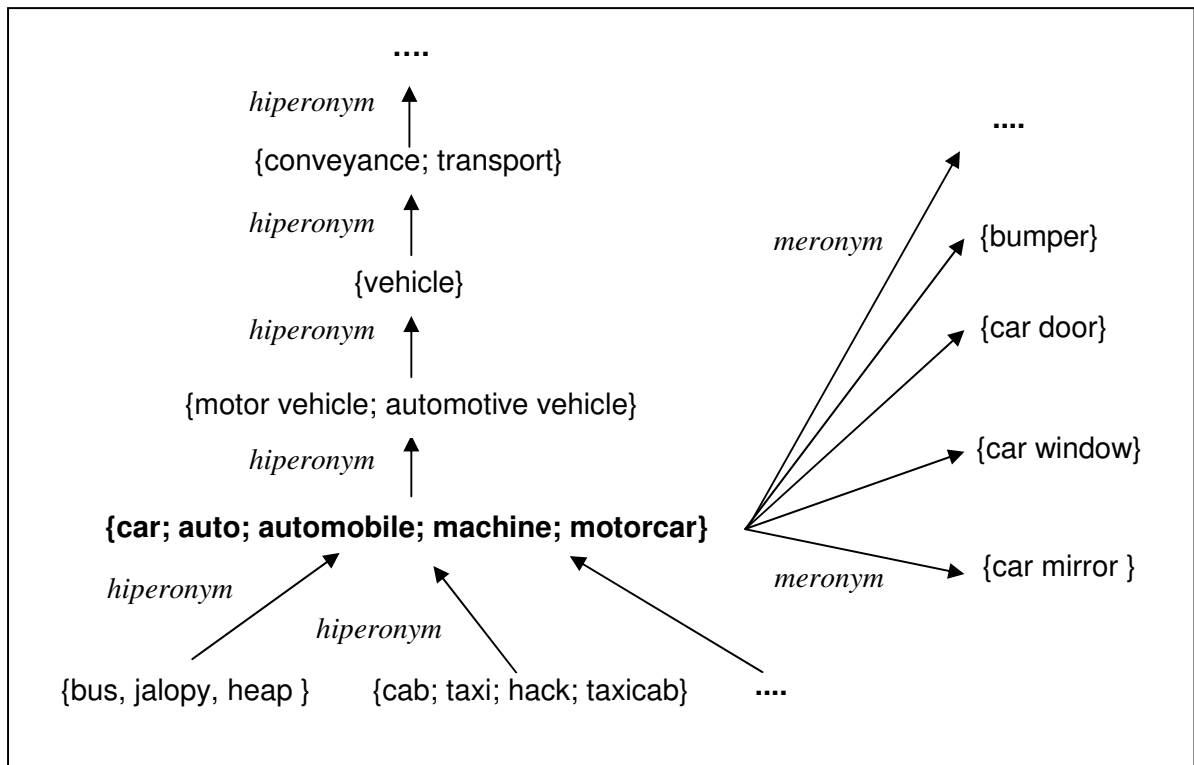 ....
hiperonym
{conveyance; transport}
hiperonym
{vehicle}
hiperonym
{motor vehicle; automotive vehicle}
hiperonym
{car; auto; automobile; machine; motorcar}
hiperonym
hiperonym
{bus, jalopy, heap }
{cab; taxi; hack; taxicab}
....
....
meronym
{bumper}
{car door}
{car window}
meronym
{car mirror }